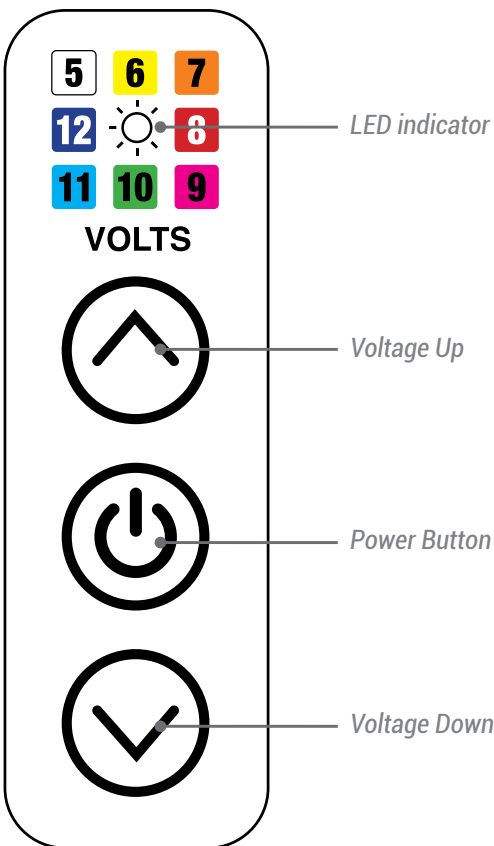 5 6 7
12 8
LED indicator
11 10 9
VOLTS
Voltage Up
Power Button
Voltage Down